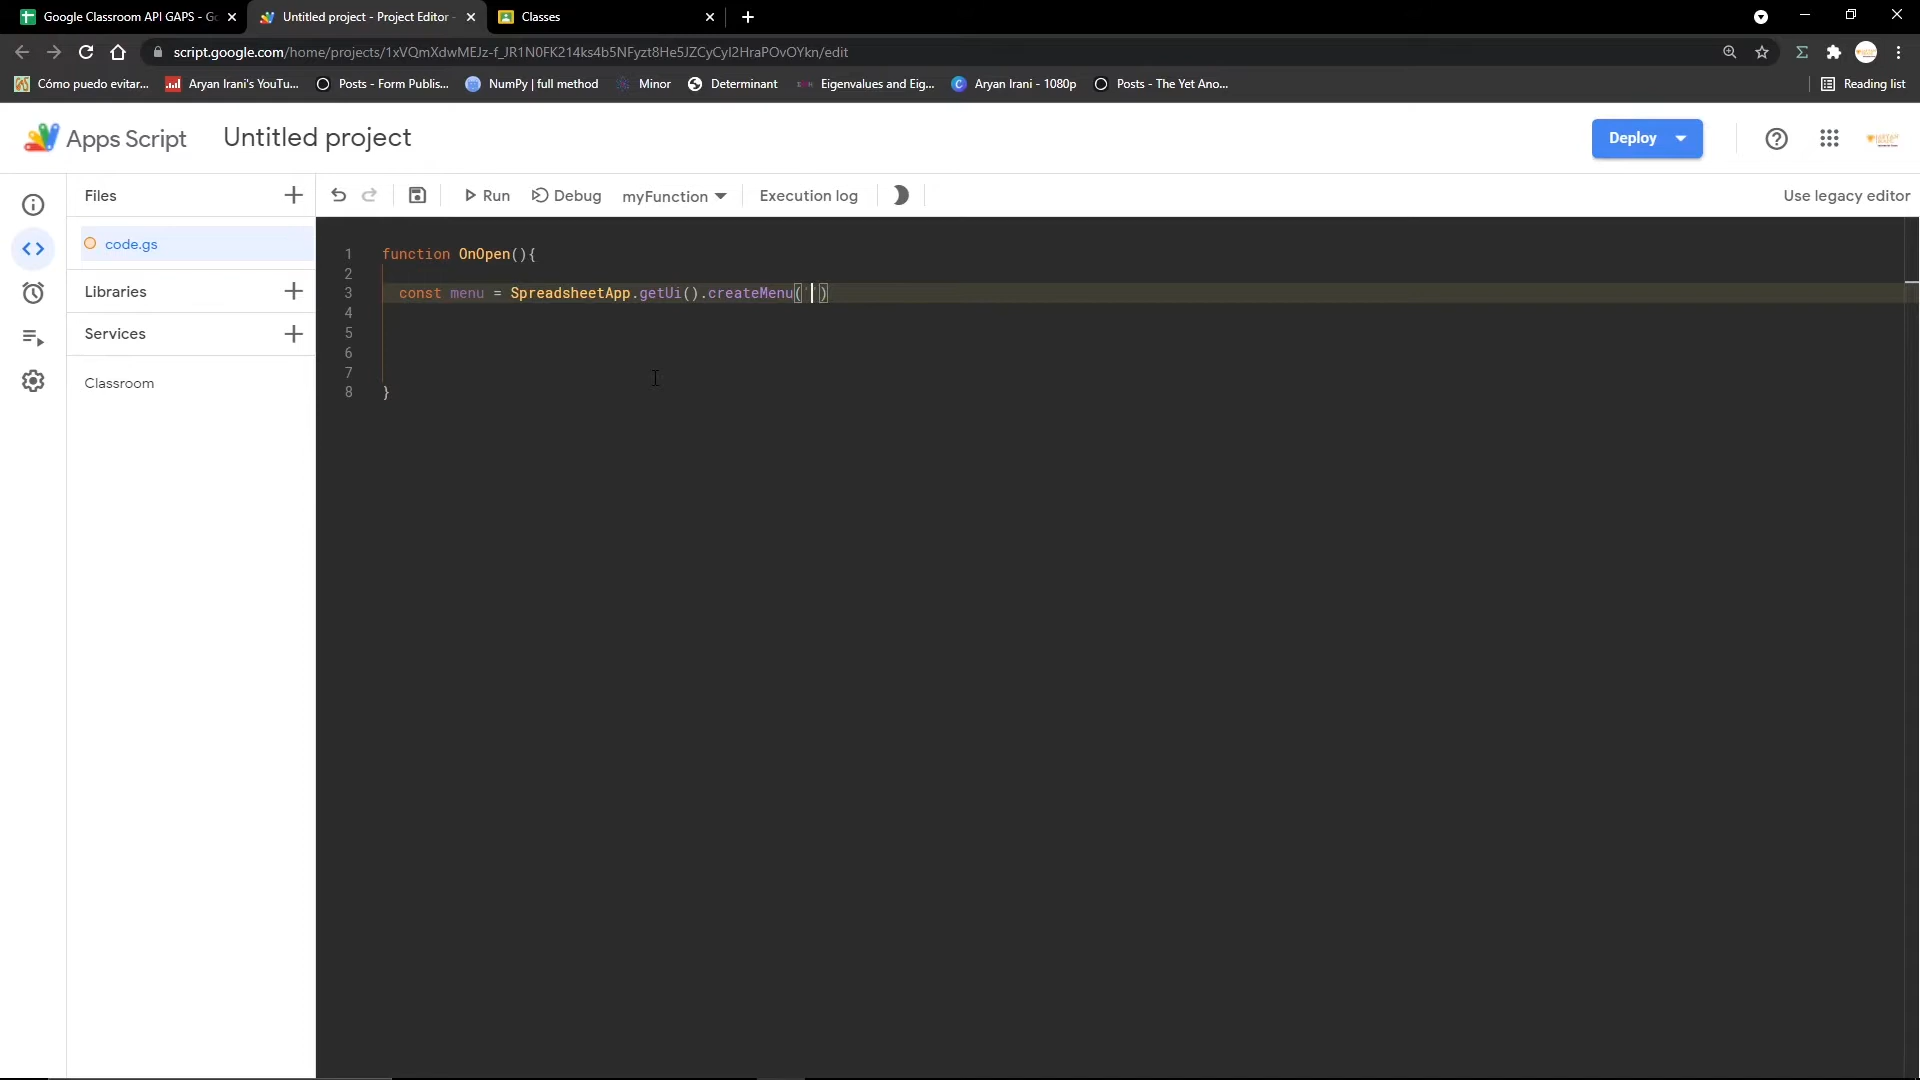 Google Classroom API GAPS - Go
Untitled project - Project Editor -
Classes
script.google.com/home/projects/1xVQmXdwMEJz-f_JR1N0FK214ks4b5NFyzt8He5JZCyCyI2HraPOvOYkn/edit
Cómo puedo evitar...
Aryan Irani's YouTu...
Posts - Form Publis...
NumPy | full method
Minor
Determinant
Eigenvalues and Eig...
Aryan Irani - 1080p
Posts - The Yet Ano...
Reading list
Apps Script
Untitled project
Deploy
Files
Run
Debug
myFunction
Execution log
Use legacy editor
code.gs
Libraries
Services
Classroom
1 function OnOpen(){
2
3 const menu = SpreadsheetApp.getUi().createMenu('')
4
5
6
7
8 }